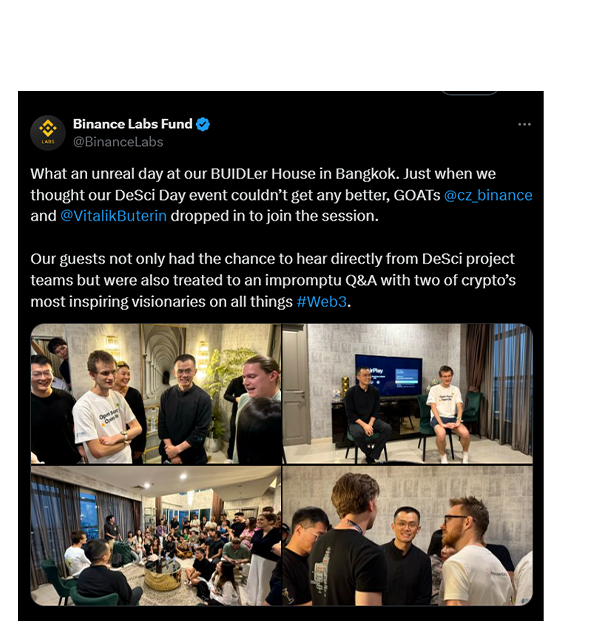 Binance Labs Fund
@BinanceLabs
LABS
What an unreal day at our BUIDLer House in Bangkok. Just when we
thought our DeSci Day event couldn't get any better, GOATs @cz_binance
and @VitalikButerin dropped in to join the session.
Our guests not only had the chance to hear directly from DeSci project
teams but were also treated to an impromptu Q&A with two of crypto's
most inspiring visionaries on all things #Web3.